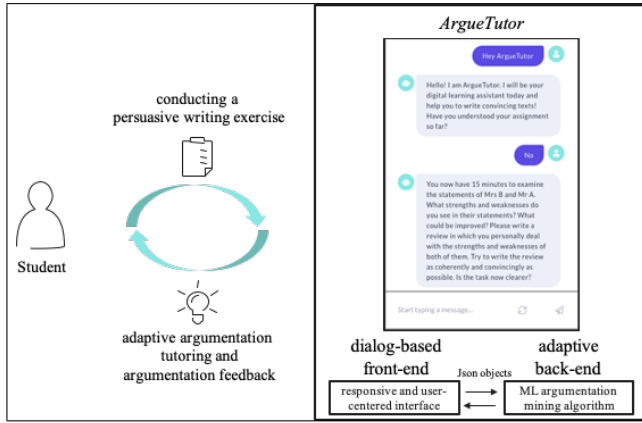 conducting a
persuasive writing exercise
Student
adaptive argumentation
tutoring and
argumentation feedback
ArgueTutor
Hey ArgueTutor
Hello! I am ArgueTutor. I will be your
digital learning assistant today and
help you to write convincing texts!
Have you understood your assignment
so far?
No
You now have 15 minutes to examine
the statements of Mrs B and Mr A.
What strengths and weaknesses do
you see in their statements? What
could be improved? Please write a
review in which you personally deal
with the strengths and weaknesses of
both of them. Try to write the review
as coherently and convincingly as
possible. Is the task now clearer?
Start typing a message...
dialog-based
front-end
Json objects
adaptive
back-end
responsive and user-
centered interface
ML argumentation
mining algorithm